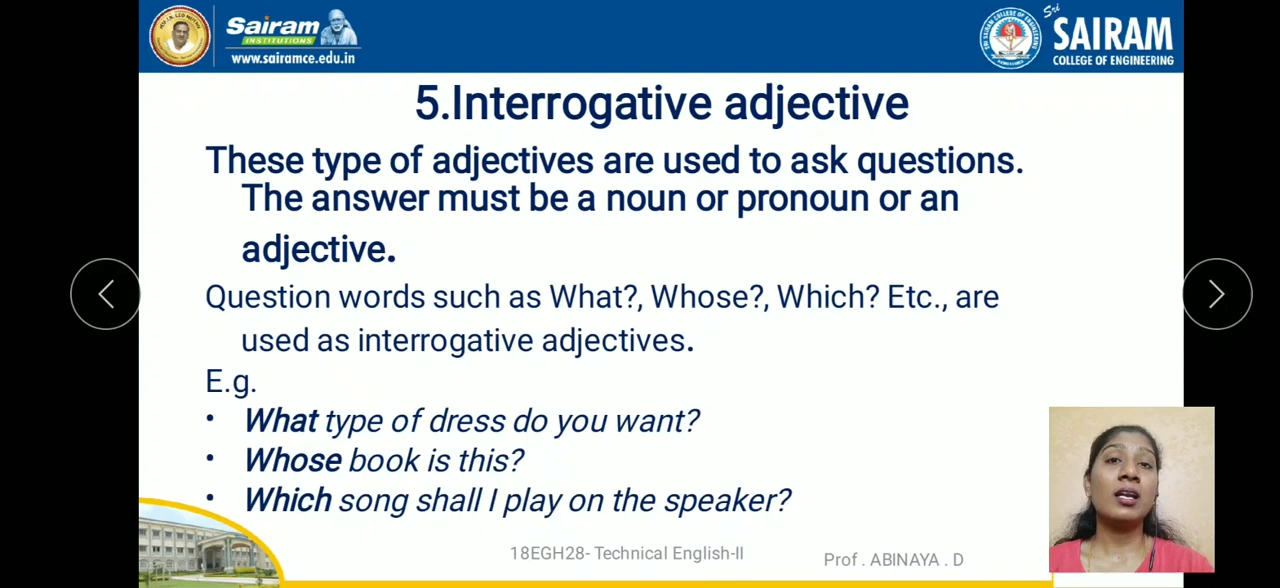 Sairam
INSTITUTIONS
www.sairamce.edu.in
Sri
SAIRAM
COLLEGE OF ENGINEERING
5.Interrogative adjective
These type of adjectives are used to ask questions.
The answer must be a noun or pronoun or an
adjective.
Question words such as What?, Whose?, Which? Etc., are
used as interrogative adjectives.
E.g.
• What type of dress do you want?
• Whose book is this?
• Which song shall I play on the speaker?
18EGH28- Technical English-II
Prof . ABINAYA . D